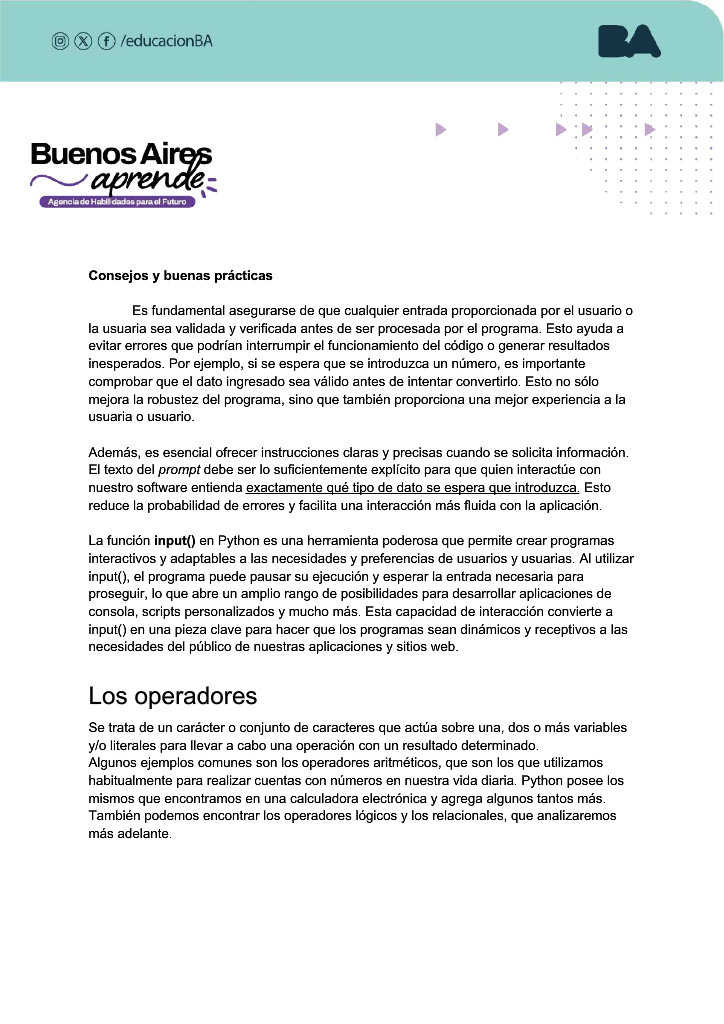 /educacionBA
BA
Buenos Aires
aprende
Agencia de Habilidades para el Futuro
Consejos y buenas prácticas
Es fundamental asegurarse de que cualquier entrada proporcionada por el usuario o
la usuaria sea validada y verificada antes de ser procesada por el programa. Esto ayuda a
evitar errores que podrían interrumpir el funcionamiento del código o generar resultados
inesperados. Por ejemplo, si se espera que se introduzca un número, es importante
comprobar que el dato ingresado sea válido antes de intentar convertirlo. Esto no sólo
mejora la robustez del programa, sino que también proporciona una mejor experiencia a la
usuaria o usuario.
Además, es esencial ofrecer instrucciones claras y precisas cuando se solicita información.
El texto del prompt debe ser lo suficientemente explícito para que quien interactúe con
nuestro software entienda exactamente qué tipo de dato se espera que introduzca. Esto
reduce la probabilidad de errores y facilita una interacción más fluida con la aplicación.
La función input() en Python es una herramienta poderosa que permite crear programas
interactivos y adaptables a las necesidades y preferencias de usuarios y usuarias. Al utilizar
input(), el programa puede pausar su ejecución y esperar la entrada necesaria para
proseguir, lo que abre un amplio rango de posibilidades para desarrollar aplicaciones de
consola, scripts personalizados y mucho más. Esta capacidad de interacción convierte a
input() en una pieza clave para hacer que los programas sean dinámicos y receptivos a las
necesidades del público de nuestras aplicaciones y sitios web.
Los operadores
Se trata de un carácter o conjunto de caracteres que actúa sobre una, dos o más variables
y/o literales para llevar a cabo una operación con un resultado determinado.
Algunos ejemplos comunes son los operadores aritméticos, que son los que utilizamos
habitualmente para realizar cuentas con números en nuestra vida diaria. Python posee los
mismos que encontramos en una calculadora electrónica y agrega algunos tantos más.
También podemos encontrar los operadores lógicos y los relacionales, que analizaremos
más adelante.